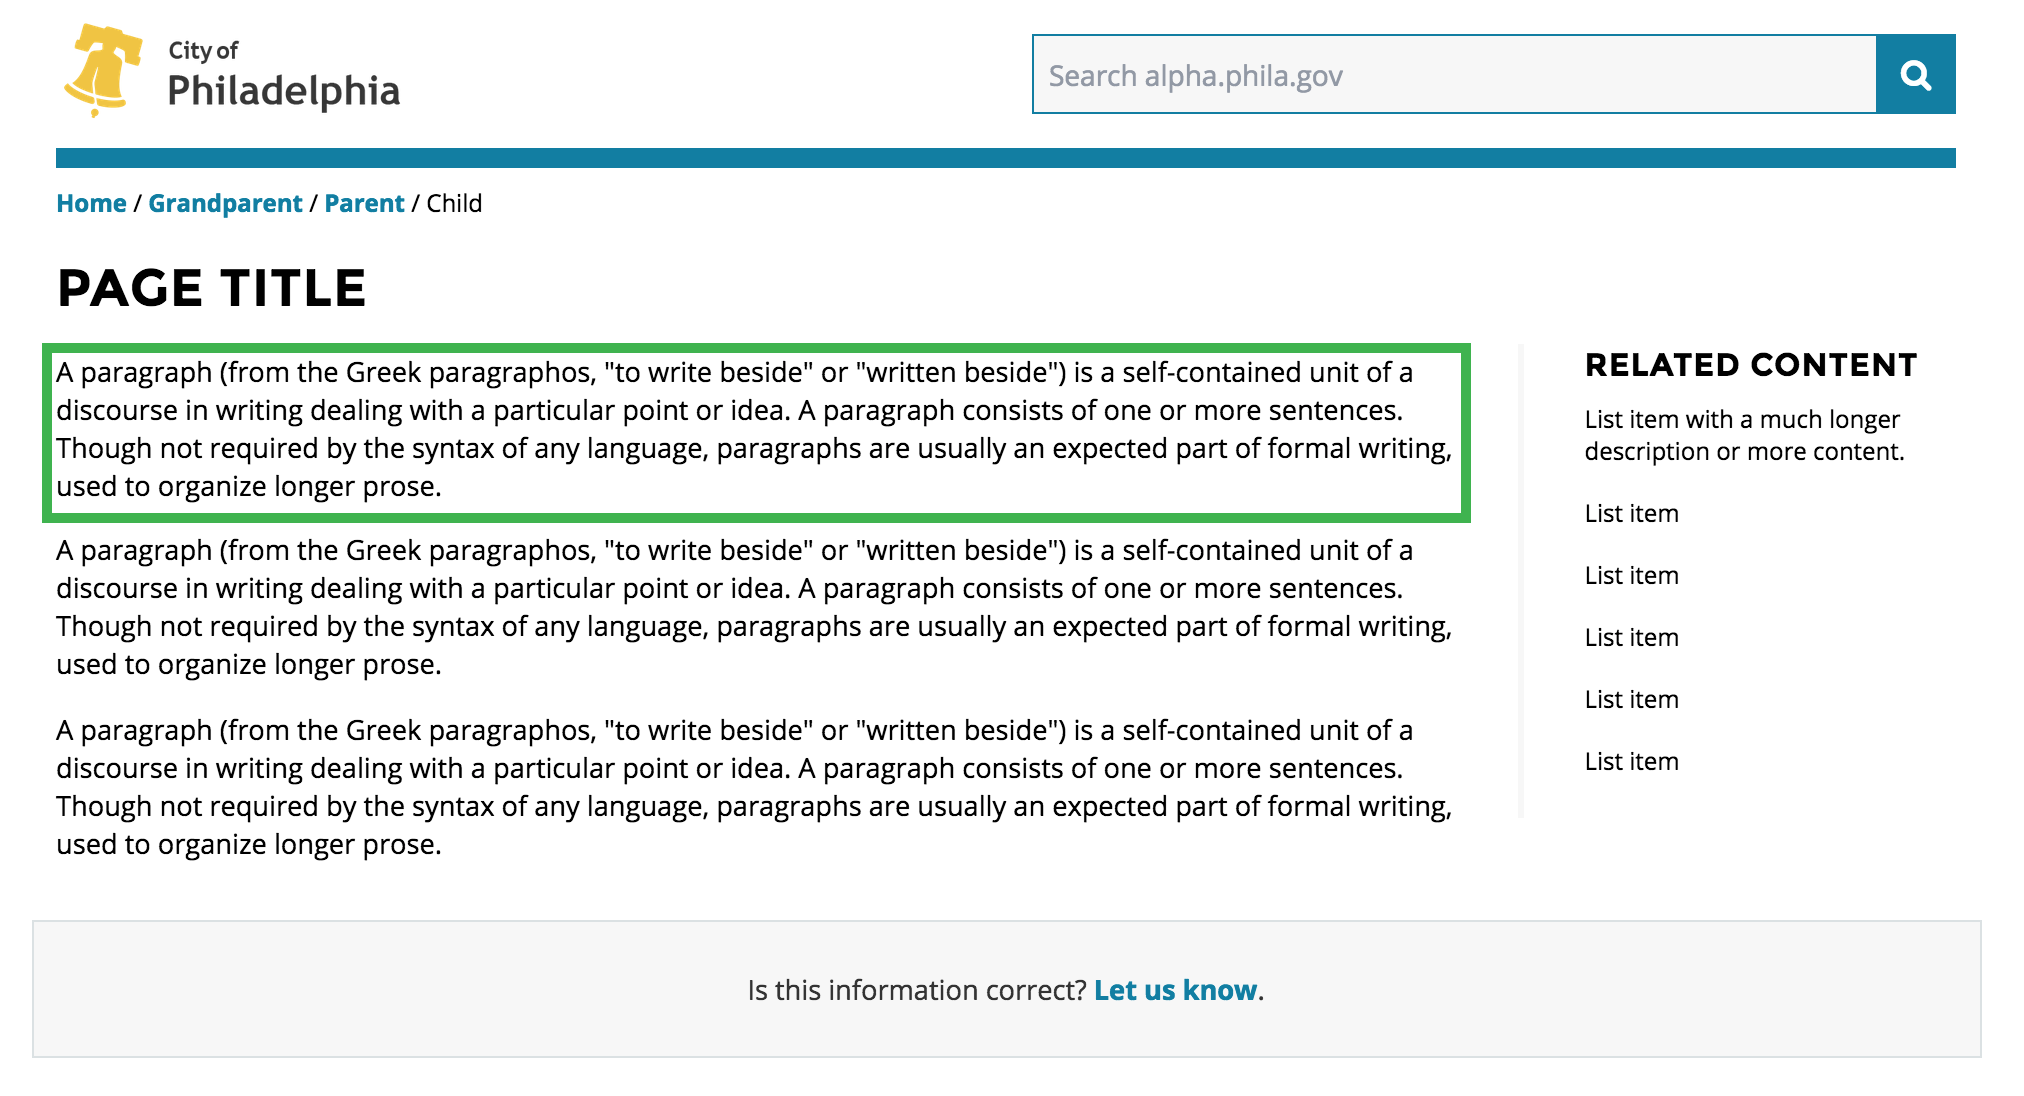 City of
Philadelphia
Search alpha.phila.gov
Home / Grandparent / Parent / Child
PAGE TITLE
A paragraph (from the Greek paragraphos, "to write beside" or "written beside") is a self-contained unit of a
discourse in writing dealing with a particular point or idea. A paragraph consists of one or more sentences.
Though not required by the syntax of any language, paragraphs are usually an expected part of formal writing,
used to organize longer prose.
A paragraph (from the Greek paragraphos, "to write beside" or "written beside") is a self-contained unit of a
discourse in writing dealing with a particular point or idea. A paragraph consists of one or more sentences.
Though not required by the syntax of any language, paragraphs are usually an expected part of formal writing,
used to organize longer prose.
A paragraph (from the Greek paragraphos, "to write beside" or "written beside") is a self-contained unit of a
discourse in writing dealing with a particular point or idea. A paragraph consists of one or more sentences.
Though not required by the syntax of any language, paragraphs are usually an expected part of formal writing,
used to organize longer prose.
RELATED CONTENT
List item with a much longer
description or more content.
List item
List item
List item
List item
List item
Is this information correct? Let us know.